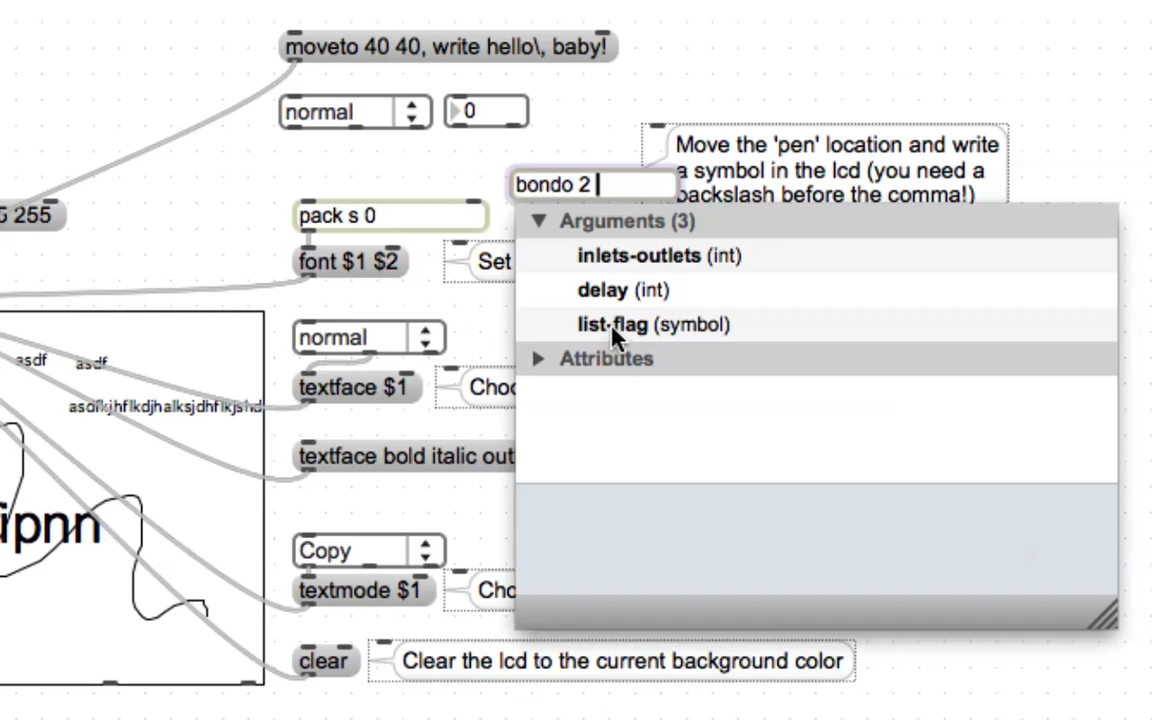 moveto 40 40, write hello\, baby!
normal
0
Move the 'pen' location and write
a symbol in the lcd (you need a
backslash before the comma!)
bondo 2
255
pack s 0
Arguments (3)
font $1 $2
Set
inlets-outlets (int)
delay (int)
list-flag (symbol)
normal
Attributes
asdf
asdf
textface $1
Choo
asdfkjhflkdjhalksjdhflkjshd
textface bold italic out
ipnn
Copy
textmode $1
Cho
clear
Clear the lcd to the current background color